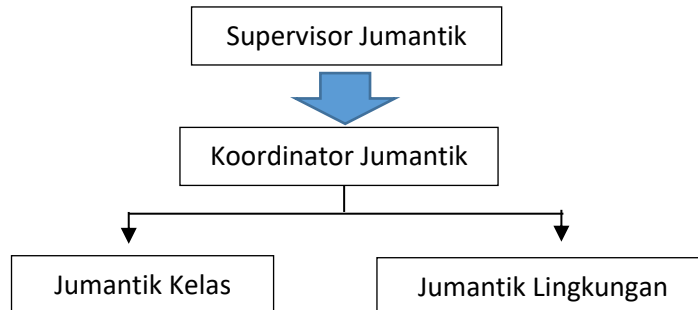 Supervisor Jumantik
Koordinator Jumantik
Jumantik Kelas
Jumantik Lingkungan